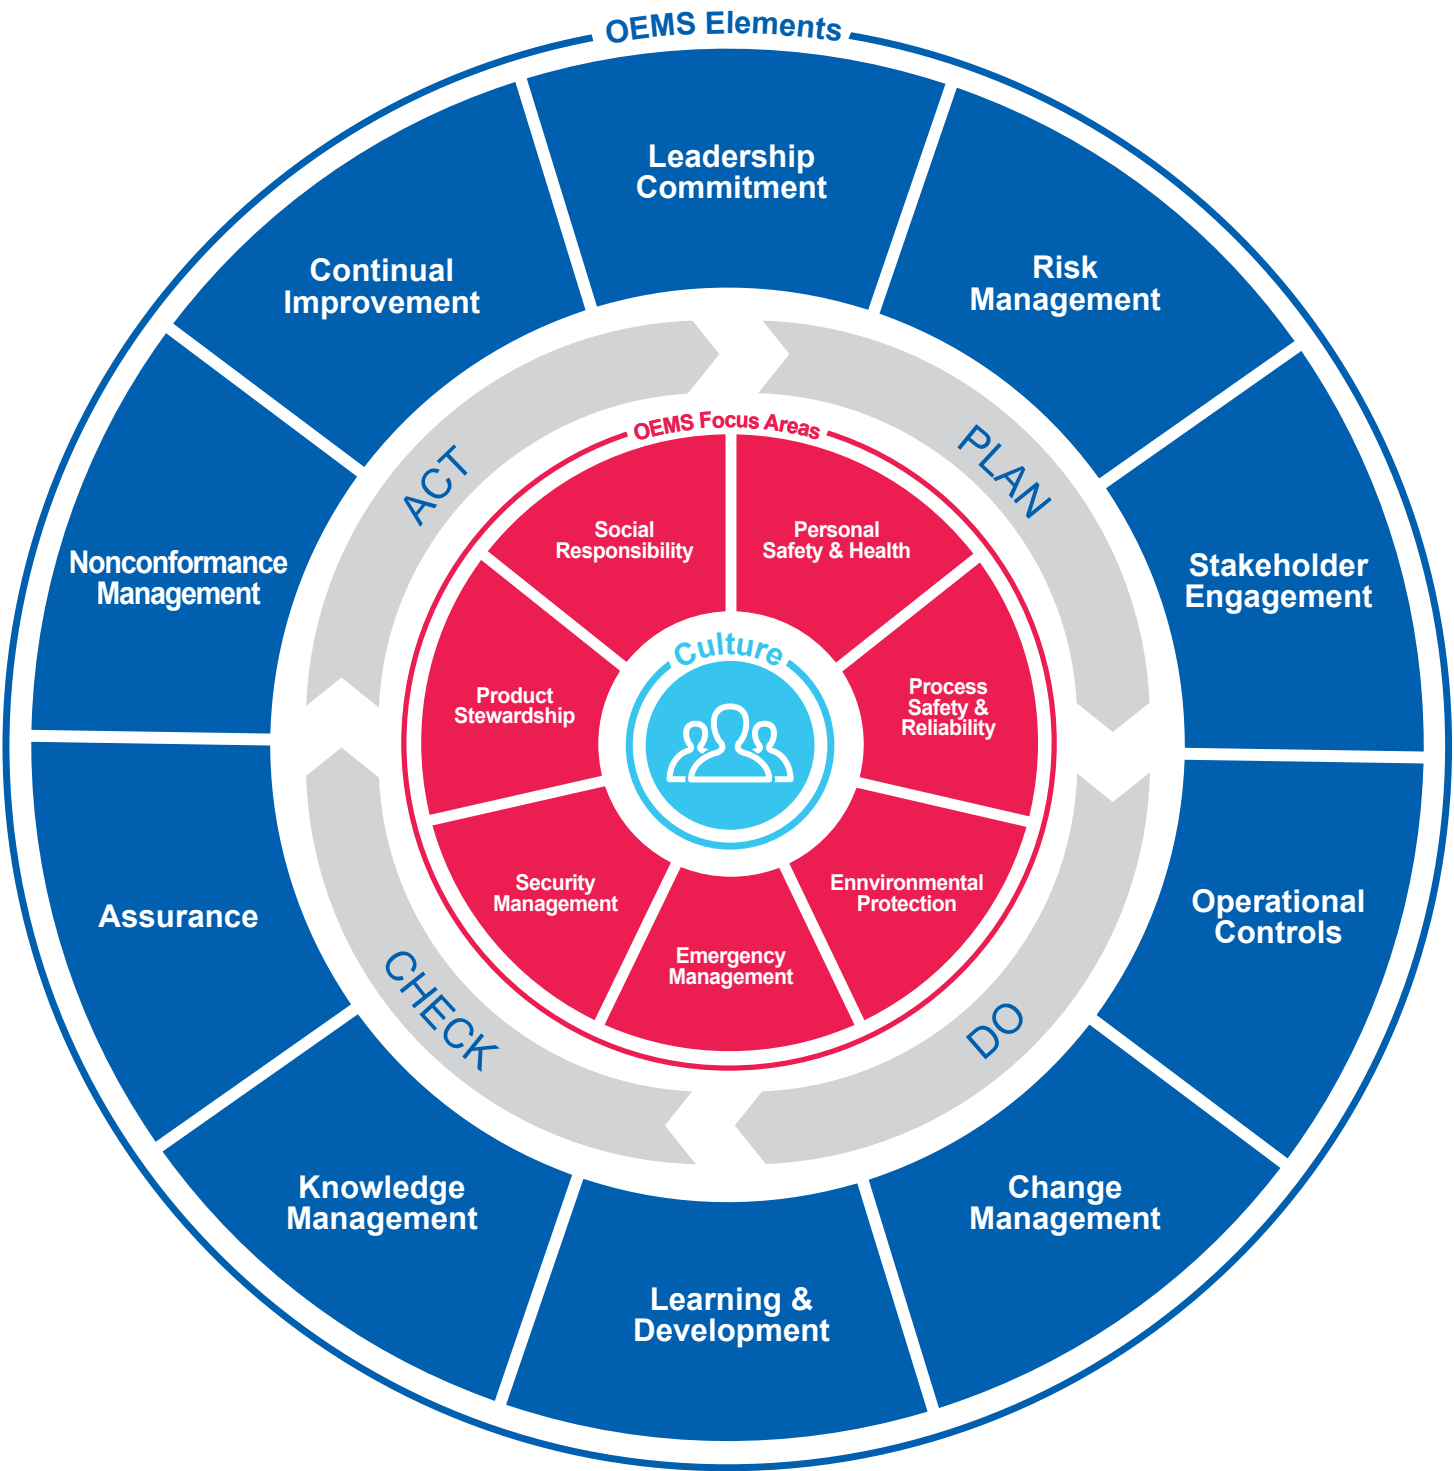 OEMS Elements
Leadership
Commitment
Risk
Management
Stakeholder
Engagement
Operational
Controls
Change
Management
Learning &
Development
Knowledge
Management
Assurance
Nonconformance
Management
Continual
Improvement
PLAN
DO
CHECK
ACT
OEMS Focus Areas
Personal
Safety & Health
Process
Safety &
Reliability
Ennvironmental
Protection
Emergency
Management
Security
Management
Product
Stewardship
Social
Responsibility
Culture